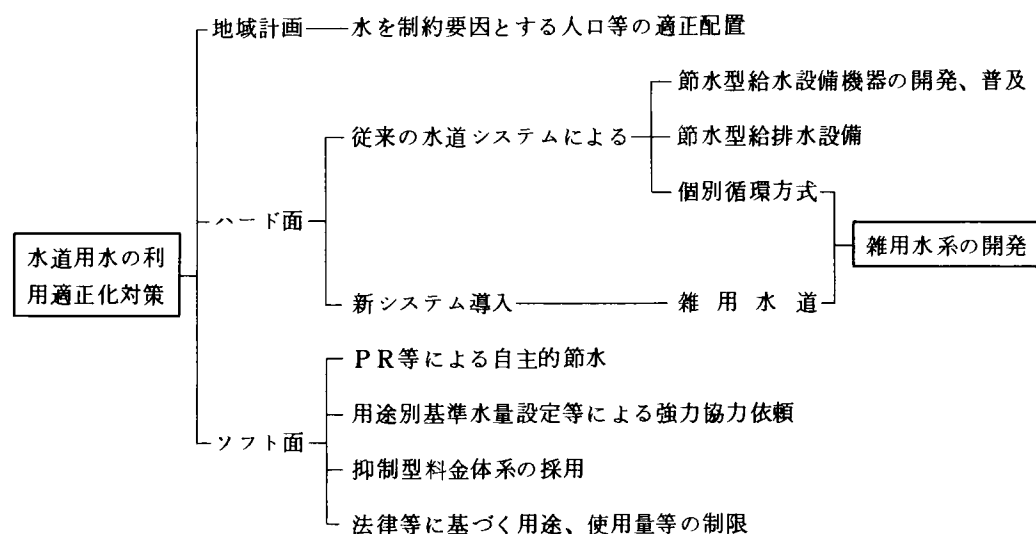 地域計画
水を制約要因とする人口等の適正配置
節水型給水設備機器の開発、普及
従来の水道システムによる
節水型給排水設備
個別循環方式
ハード面
水道用水の利
用適正化対策
雑用水系の開発
新システム導入
雑用水道
PR等による自主的節水
用途別基準水量設定等による強力協力依頼
ソフト面
抑制型料金体系の採用
法律等に基づく用途、使用量等の制限